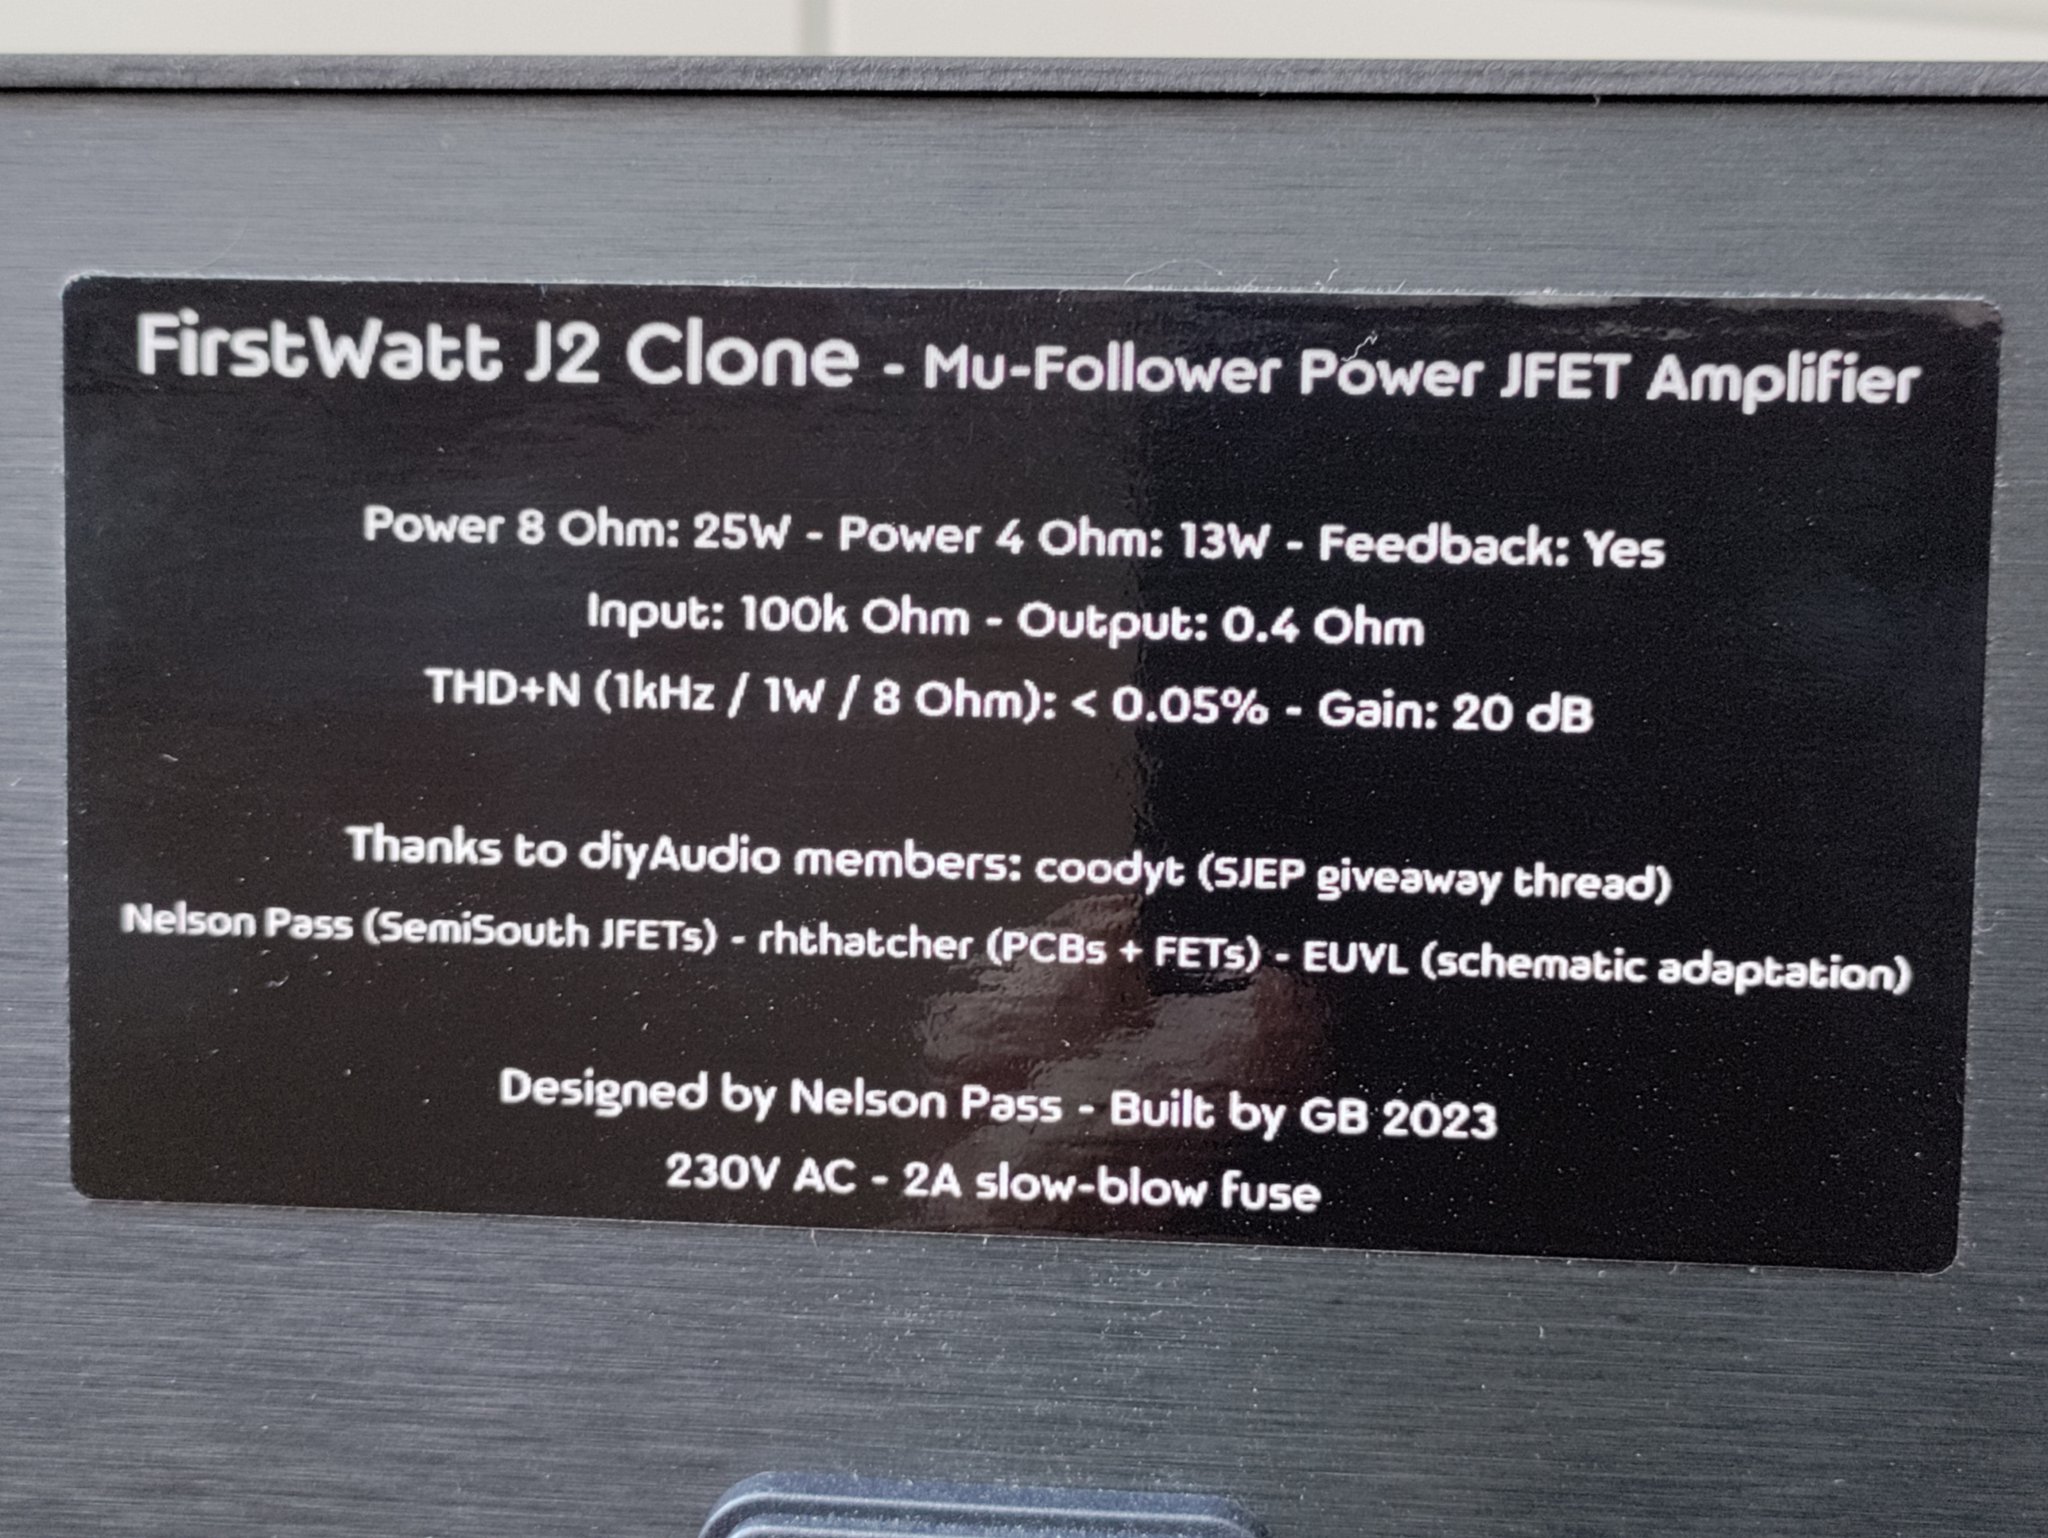 FirstWatt J2 Clone - Mu-Follower Power JFET Amplifier
Power 8 Ohm: 25W - Power 4 Ohm: 13W - Feedback: Yes
Input: 100k Ohm - Output: 0.4 Ohm
THD+N (1kHz / 1W / 8 Ohm): < 0.05% - Gain: 20 dB
Thanks to diyAudio members: coodyt (SJEP giveaway thread)
Nelson Pass (SemiSouth JFETs) - rhthatcher (PCBs + FETs) - EUVL (schematic adaptation)
Designed by Nelson Pass - Built by GB 2023
230V AC - 2A slow-blow fuse